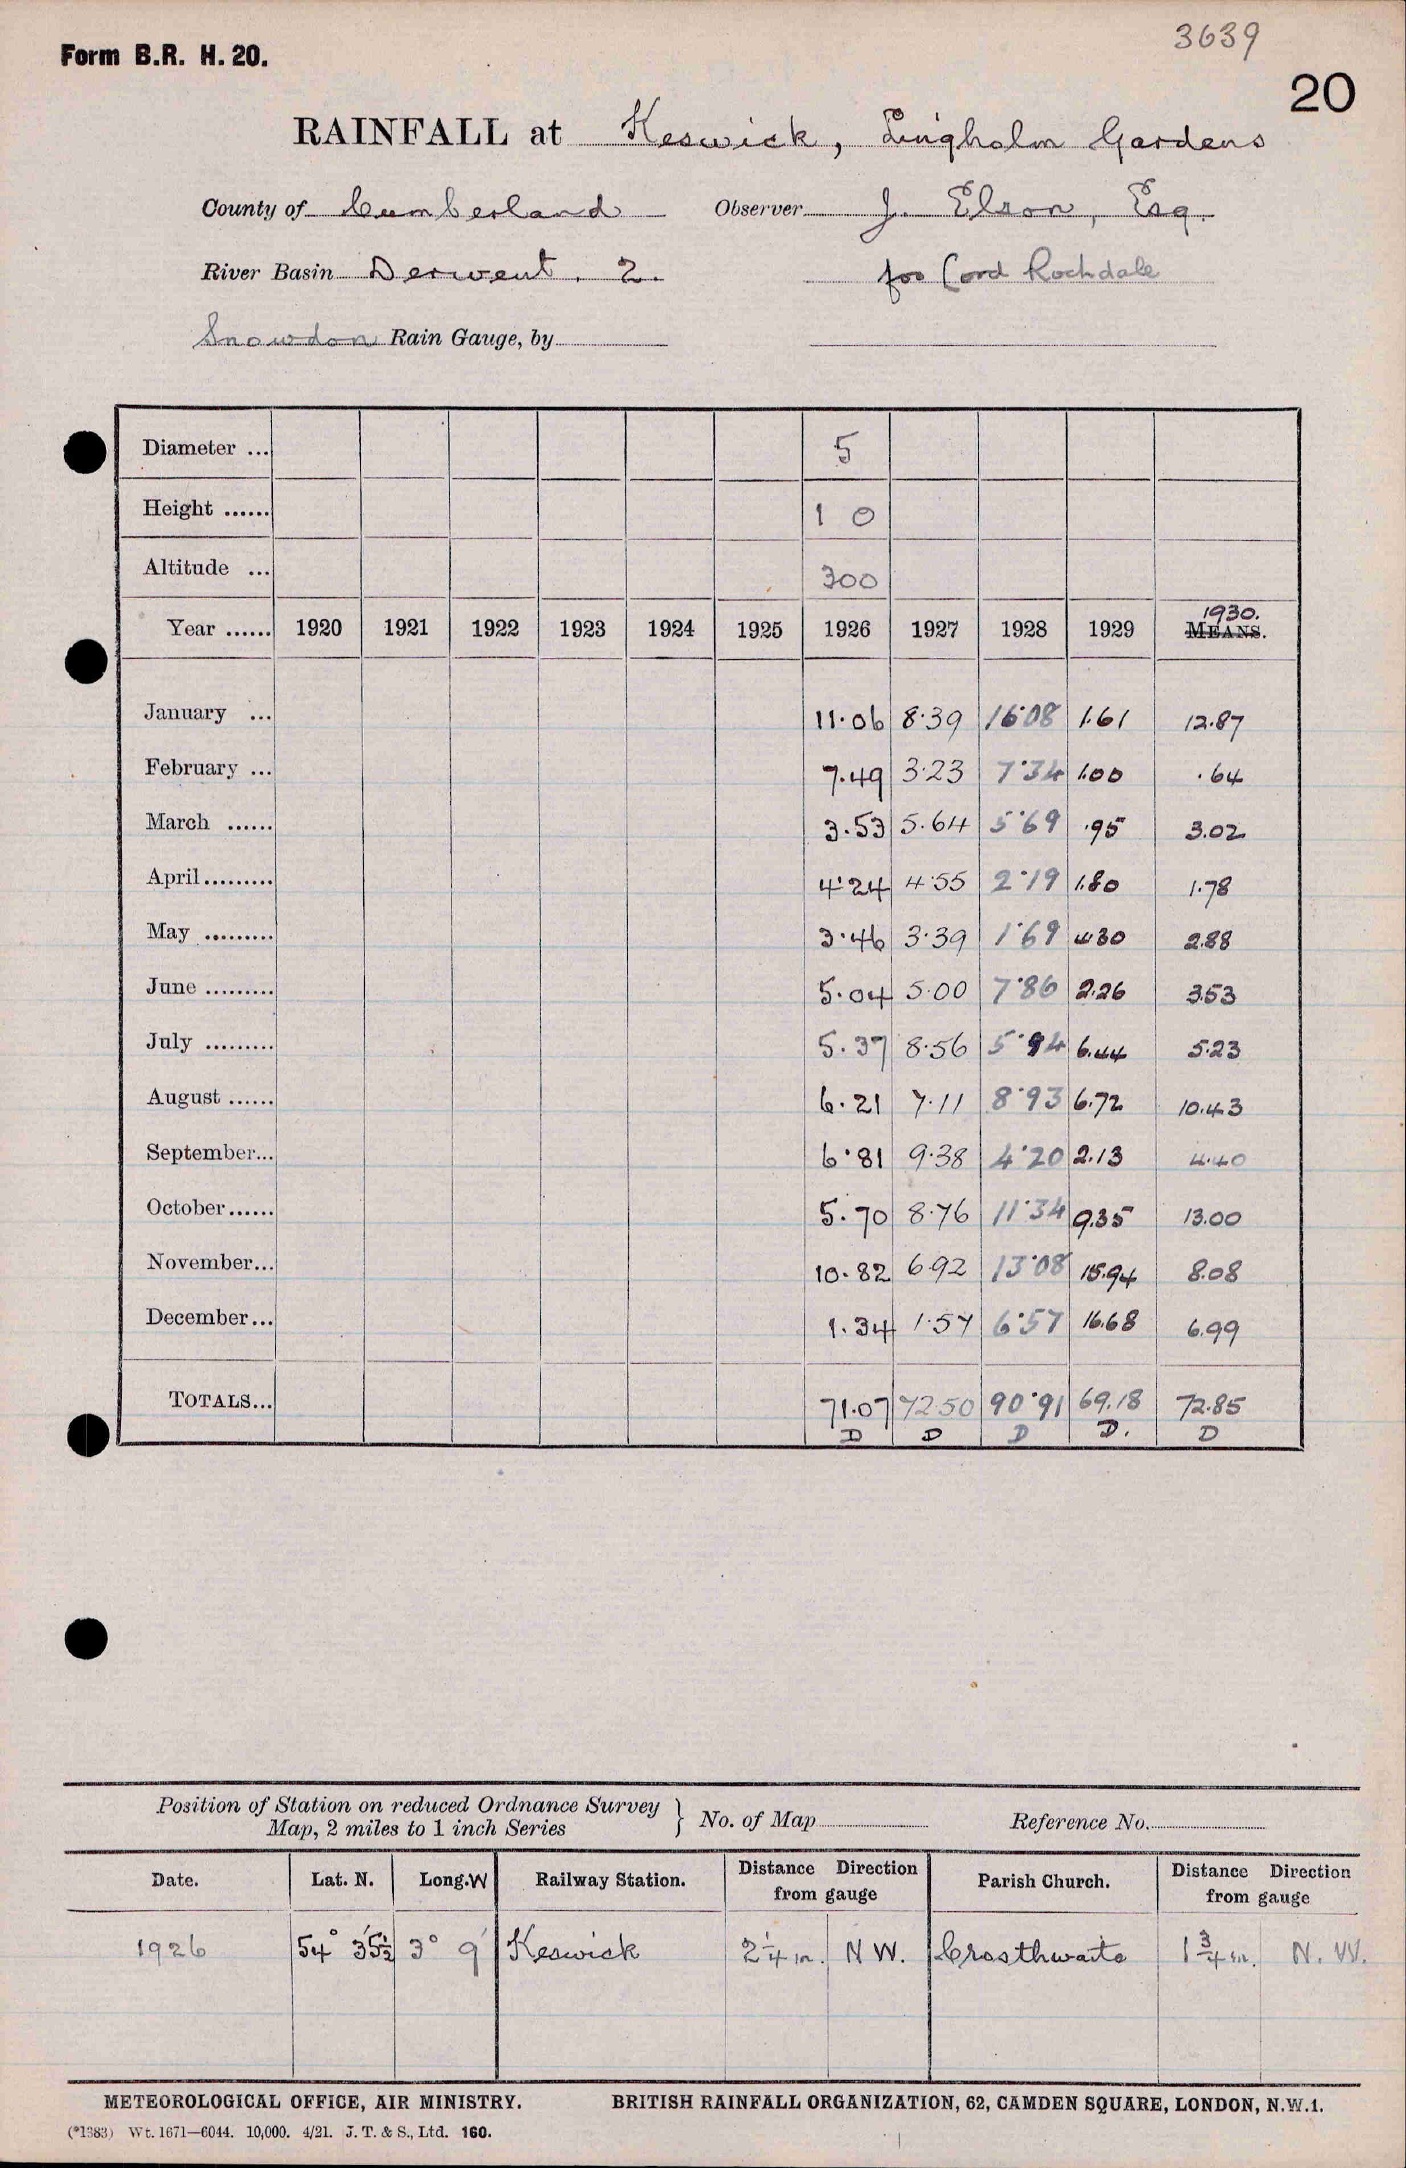 3639
Form B.R. H. 20.
20
RAINFALL at Keswick, Lingholm Gardens
County of Cumberland Observer J. Elson, Esq.
River Basin Derwent. 2. for Lord Rochdale
Snowdon Rain Gauge, by
Diameter ... 5
Height ...... 1 0
Altitude ... 300
1930.
Year ...... 1920 1921 1922 1923 1924 1925 1926 1927 1928 1929 MEANS.
January ... 11.06 8.39 16.08 1.61 12.87
February ... 7.49 3.23 7.34 1.00 .64
March ...... 3.53 5.64 5.69 .95 3.02
April ......... 4.24 4.55 2.19 1.80 1.78
May ......... 3.46 3.39 1.69 4.30 2.88
June ......... 5.04 5.00 7.86 2.26 3.53
July ......... 5.37 8.56 5.94 6.44 5.23
August ...... 6.21 7.11 8.93 6.72 10.43
September... 6.81 9.38 4.20 2.13 4.40
October...... 5.70 8.76 11.34 9.35 13.00
November... 10.82 6.92 13.08 15.94 8.08
December... 1.34 1.57 6.57 16.68 6.99
TOTALS... 71.07 72.50 90.91 69.18 72.85
D D D D. D
Position of Station on reduced Ordnance Survey
Map, 2 miles to 1 inch Series } No. of Map Reference No.
Date. Lat. N. Long. W Railway Station. Distance Direction from gauge Parish Church. Distance Direction from gauge
1926 54° 35½' 3° 9' Keswick 2¼ m. N W. Crosthwaite 1¾ m. N. W.
METEOROLOGICAL OFFICE, AIR MINISTRY. BRITISH RAINFALL ORGANIZATION, 62, CAMDEN SQUARE, LONDON, N.W.1.
(*1383) Wt. 1671—6044. 10,000. 4/21. J. T. & S., Ltd. 160.